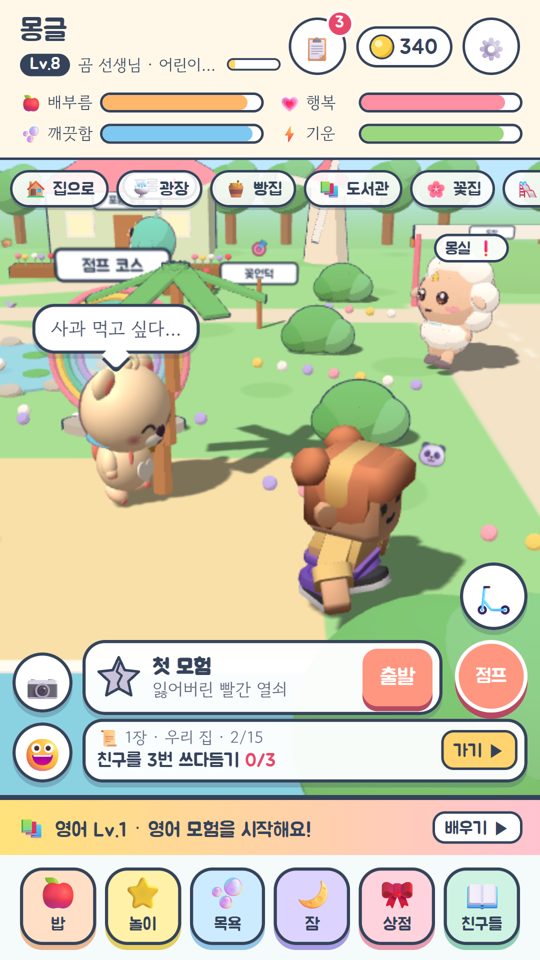 몽글
3
340
Lv.8 곰 선생님 · 어린이...
배부름
행복
깨끗함
기운
집으로
광장
빵집
도서관
꽃집
점프 코스
꽃언덕
몽실 ❗
사과 먹고 싶다...
첫 모험
잃어버린 빨간 열쇠
출발
점프
1장 · 우리 집 · 2/15
친구를 3번 쓰다듬기 0/3
가기 ▶
영어 Lv.1 · 영어 모험을 시작해요!
배우기 ▶
밥
놀이
목욕
잠
상점
친구들